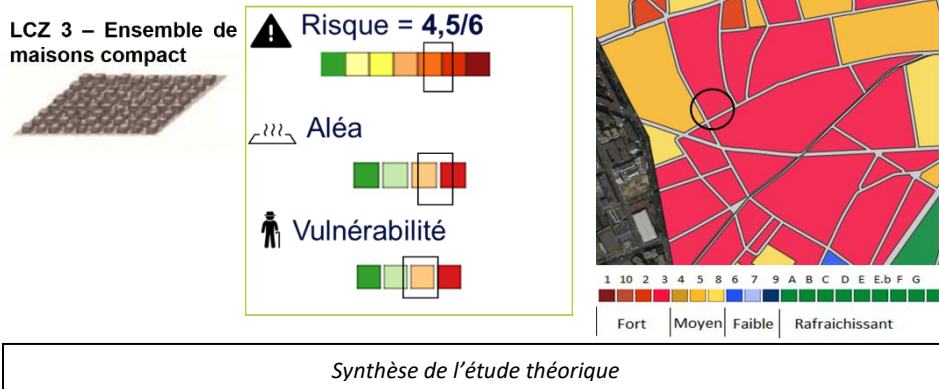 LCZ 3 – Ensemble de
maisons compact
Risque = 4,5/6
Aléa
Vulnérabilité
1 10 2 3 4 5 8 6 7 9 A B C D E E.b F G
Fort Moyen Faible Rafraichissant
Synthèse de l’étude théorique